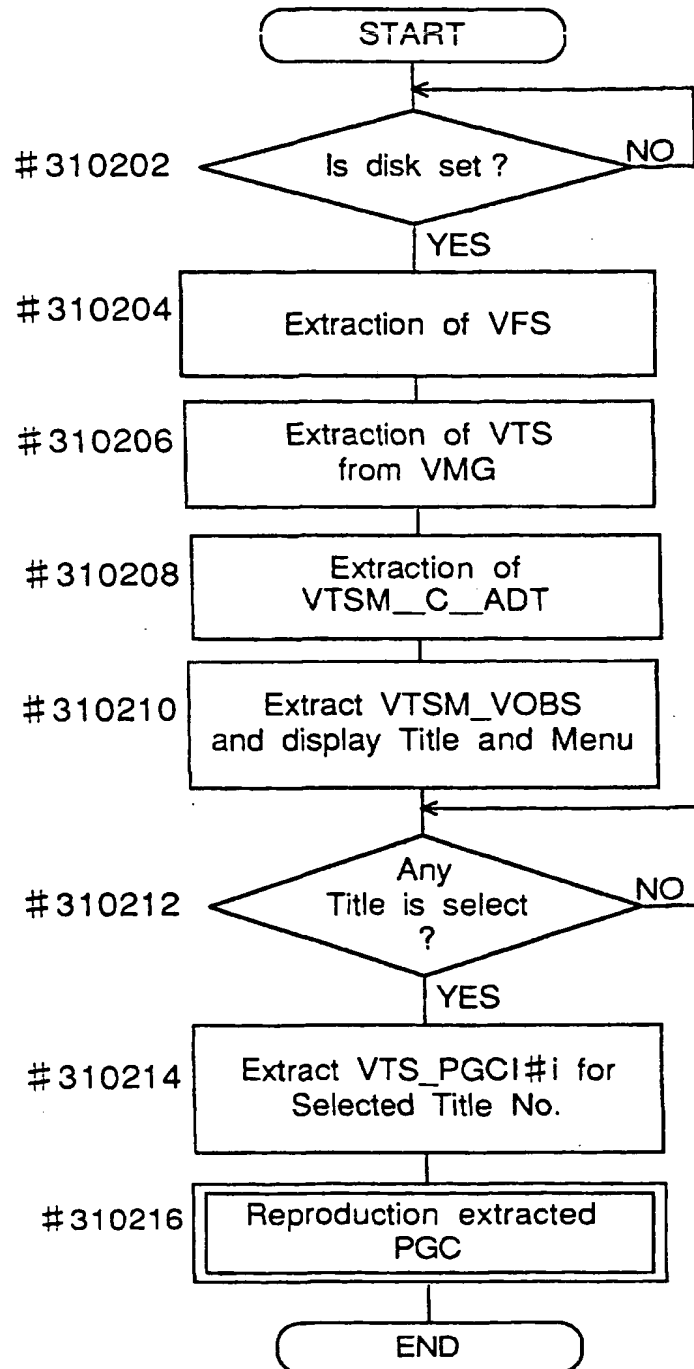 START
#310202
Is disk set ?
NO
YES
#310204
Extraction of VFS
#310206
Extraction of VTS
from VMG
#310208
Extraction of
VTSM__C__ADT
#310210
Extract VTSM_VOBS
and display Title and Menu
#310212
Any
Title is select
?
NO
YES
#310214
Extract VTS_PGCI#i for
Selected Title No.
#310216
Reproduction extracted
PGC
END